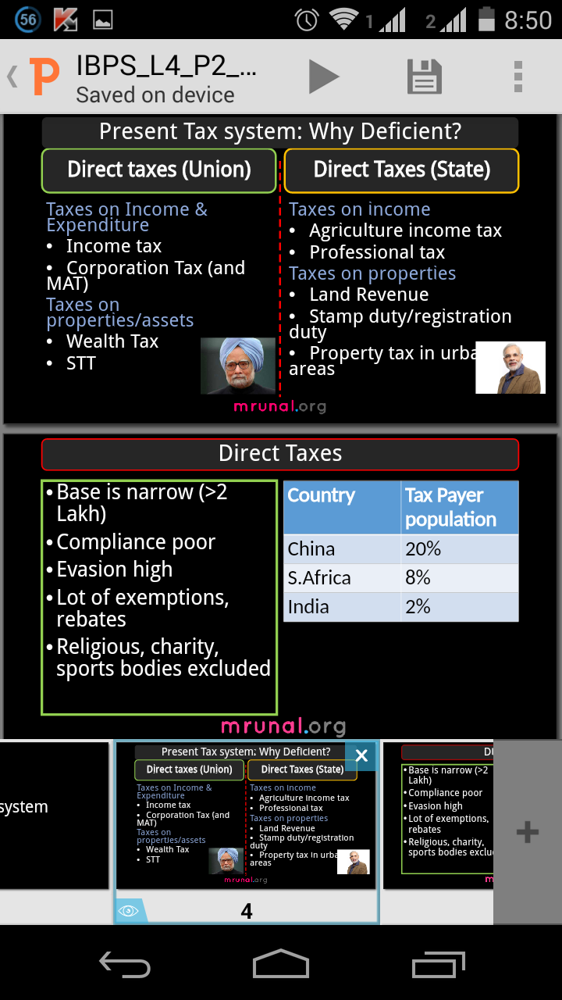 56
1
2
8:50
IBPS_L4_P2_...
Saved on device
Present Tax system: Why Deficient?
Direct taxes (Union)
Taxes on Income &
Expenditure
• Income tax
• Corporation Tax (and
MAT)
Taxes on
properties/assets
• Wealth Tax
• STT
Direct Taxes (State)
Taxes on income
• Agriculture income tax
• Professional tax
Taxes on properties
• Land Revenue
• Stamp duty/registration
duty
• Property tax in urba
areas
mrunal.org
Direct Taxes
• Base is narrow (>2
Lakh)
• Compliance poor
• Evasion high
• Lot of exemptions,
rebates
• Religious, charity,
sports bodies excluded
Country Tax Payer
population
China 20%
S.Africa 8%
India 2%
mrunal.org
system
Present Tax system: Why Deficient?
X
Direct taxes (Union)
Taxes on Income &
Expenditure
• Income tax
• Corporation Tax (and
MAT)
Taxes on
properties/assets
• Wealth Tax
• STT
Direct Taxes (State)
Taxes on income
• Agriculture income tax
• Professional tax
Taxes on properties
• Land Revenue
• Stamp duty/registration
duty
• Property tax in urba
areas
mrunal.org
4
Di
• Base is narrow (>2
Lakh)
• Compliance poor
• Evasion high
• Lot of exemptions,
rebates
• Religious, charity,
sports bodies exclu
m
+